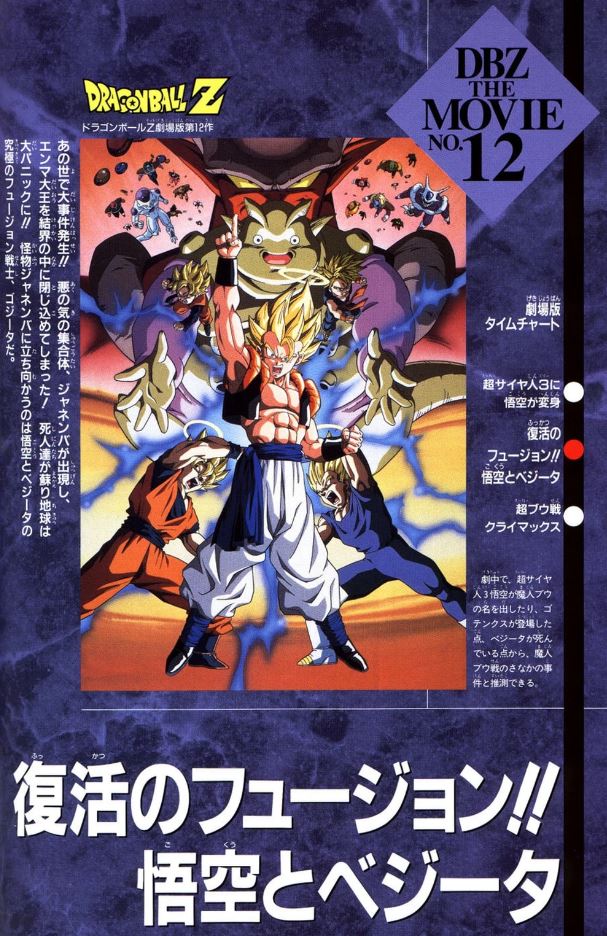 DBZ
THE
MOVIE
NO.12
DRAGONBALL Z
ドラゴンボールZ劇場版第12作
あの世で大事件発生!! 悪の気の集合体、ジャネンバが出現し、
エンマ大王を結界の中に閉じ込めてしまった! 死人達が蘇り地球は
大パニックに!! 怪物ジャネンバに立ち向かうのは悟空とベジータの
究極のフュージョン戦士、ゴジータだ。
劇場版
タイムチャート
超サイヤ人3に
悟空が変身
復活の
フュージョン!!
悟空とベジータ
超ブウ戦
クライマックス
劇中で、超サイヤ
人3悟空が魔人ブウ
の名を出したり、ゴ
テンクスが登場した
点、ベジータが死ん
でいる点から、魔人
ブウ戦のさなかの事
件と推測できる。
復活のフュージョン!!
悟空とベジータ